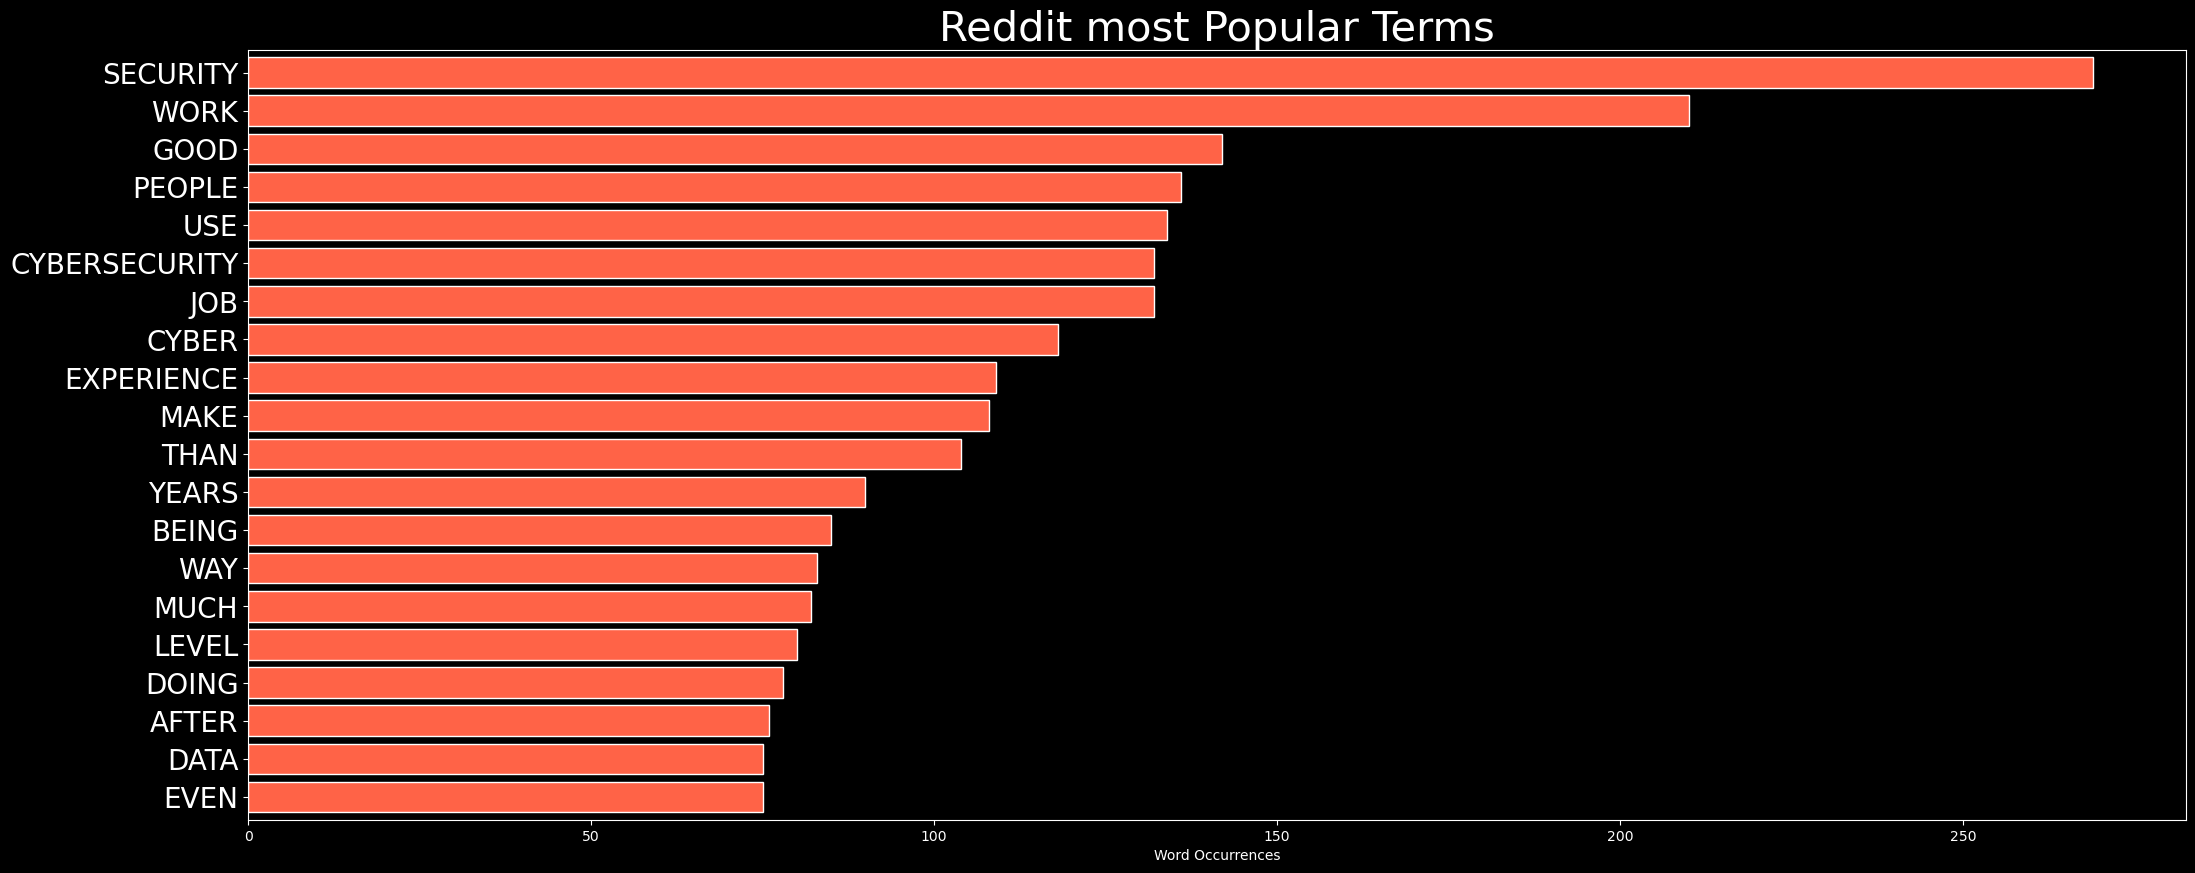 Reddit most Popular Terms
SECURITY
WORK
GOOD
PEOPLE
USE
CYBERSECURITY
JOB
CYBER
EXPERIENCE
MAKE
THAN
YEARS
BEING
WAY
MUCH
LEVEL
DOING
AFTER
DATA
EVEN
0 50 100 150 200 250
Word Occurrences